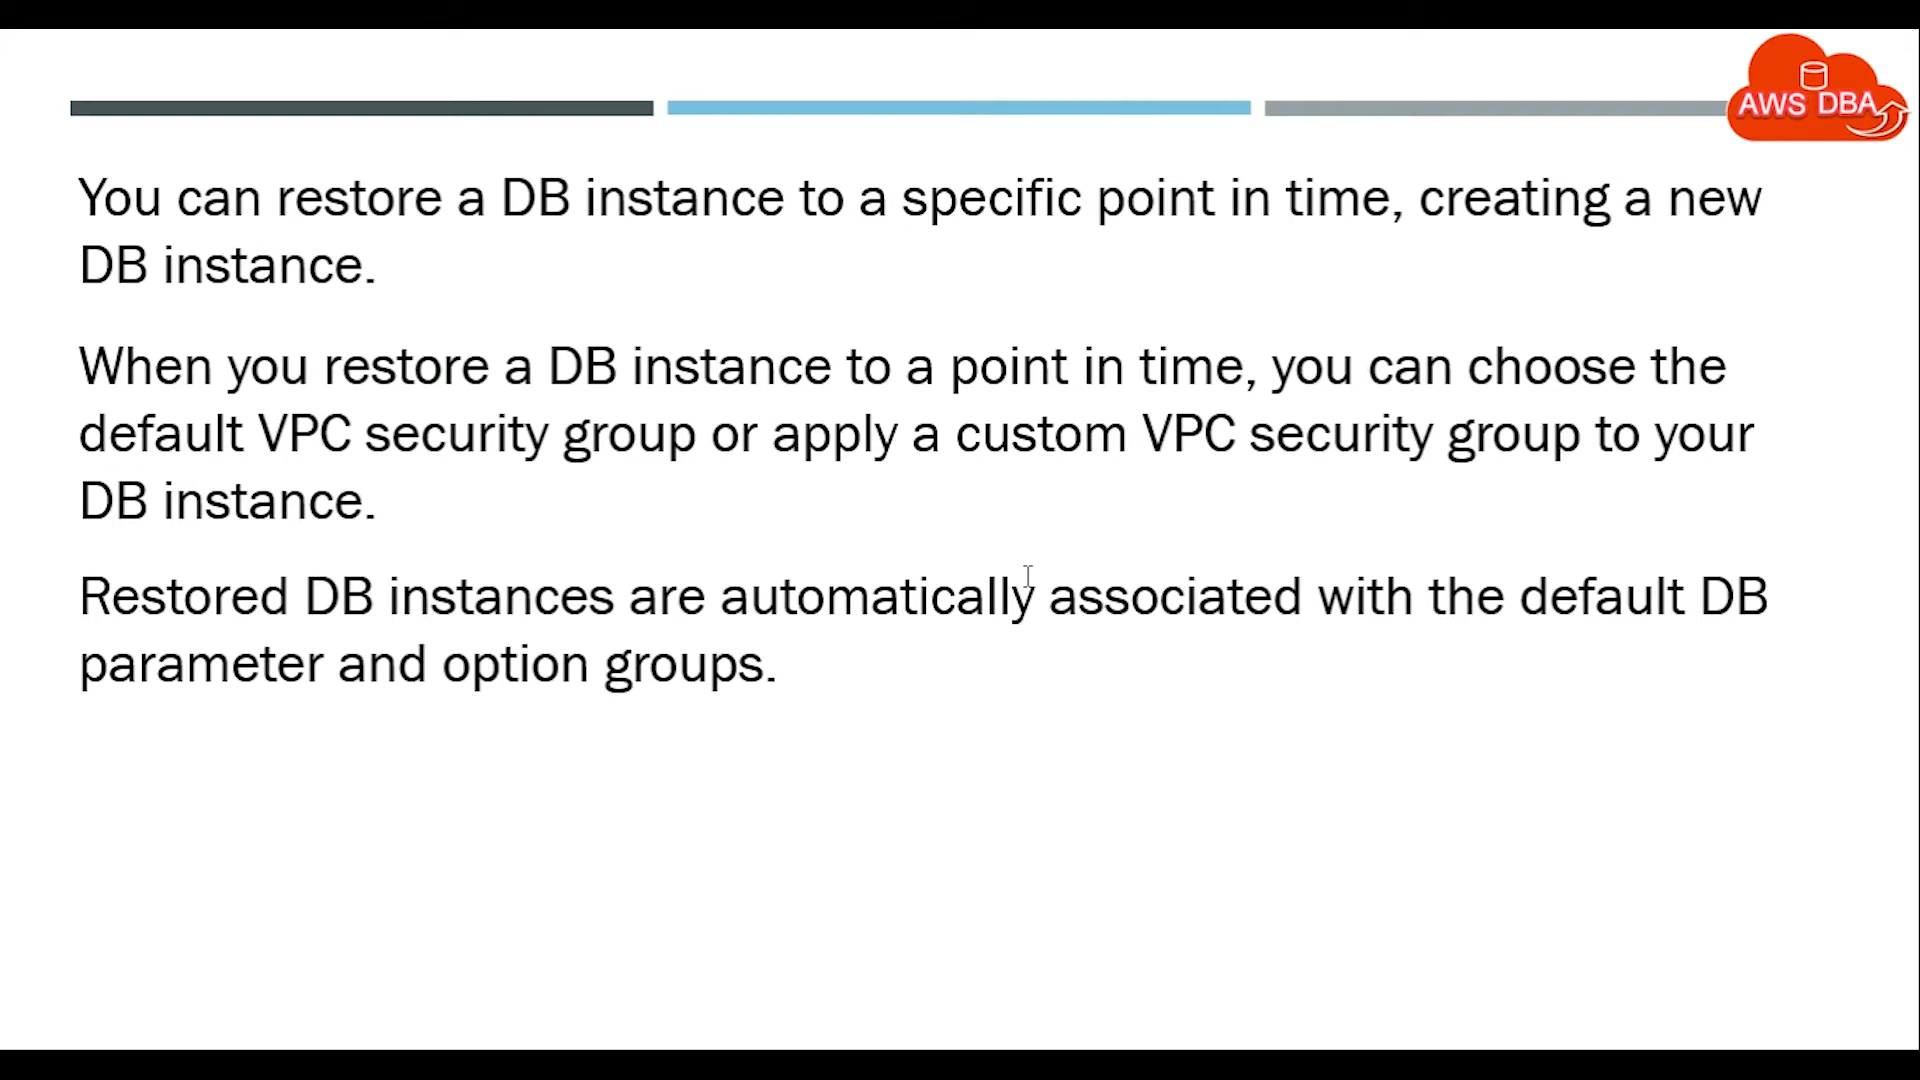 AWS DBA
You can restore a DB instance to a specific point in time, creating a new
DB instance.
When you restore a DB instance to a point in time, you can choose the
default VPC security group or apply a custom VPC security group to your
DB instance.
Restored DB instances are automatically associated with the default DB
parameter and option groups.